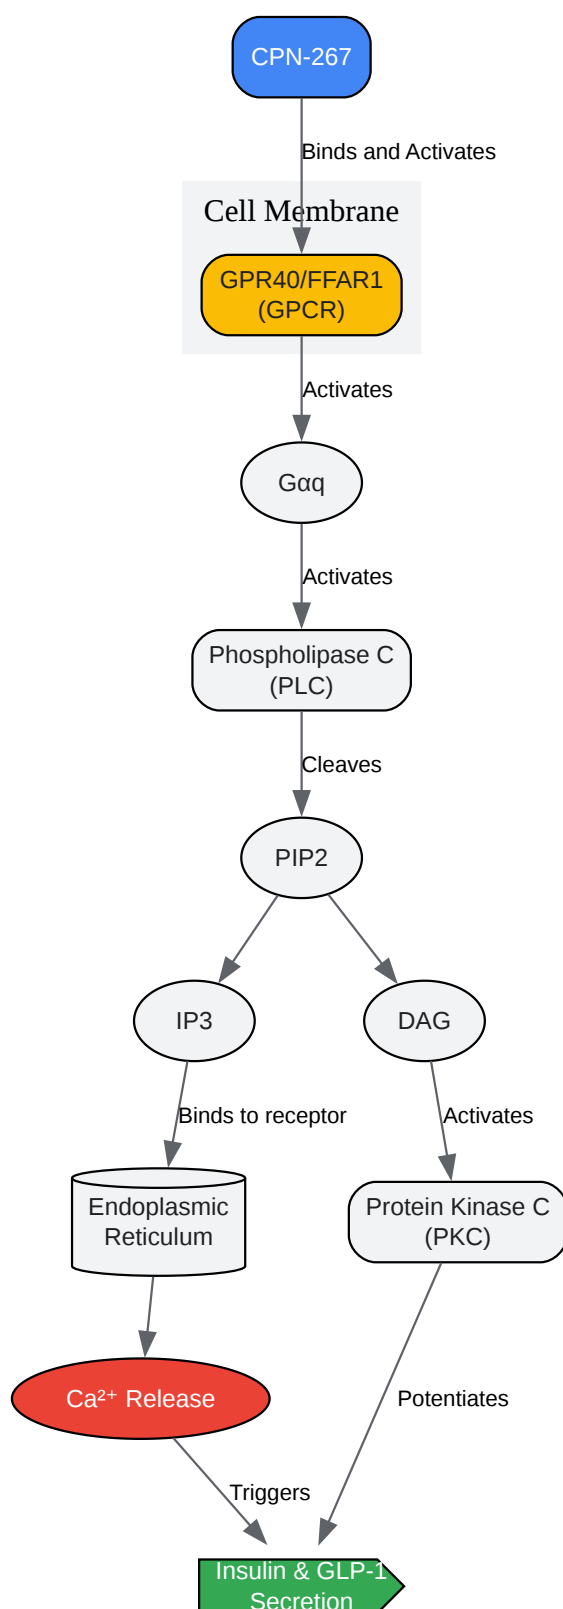 CPN-267
Binds and Activates
Cell Membrane
GPR40/FFAR1
(GPCR)
Activates
Gαq
Activates
Phospholipase C
(PLC)
Cleaves
PIP2
IP3
DAG
Binds to receptor
Activates
Endoplasmic
Reticulum
Protein Kinase C
(PKC)
Ca²⁺ Release
Potentiates
Triggers
Insulin & GLP-1
Secretion